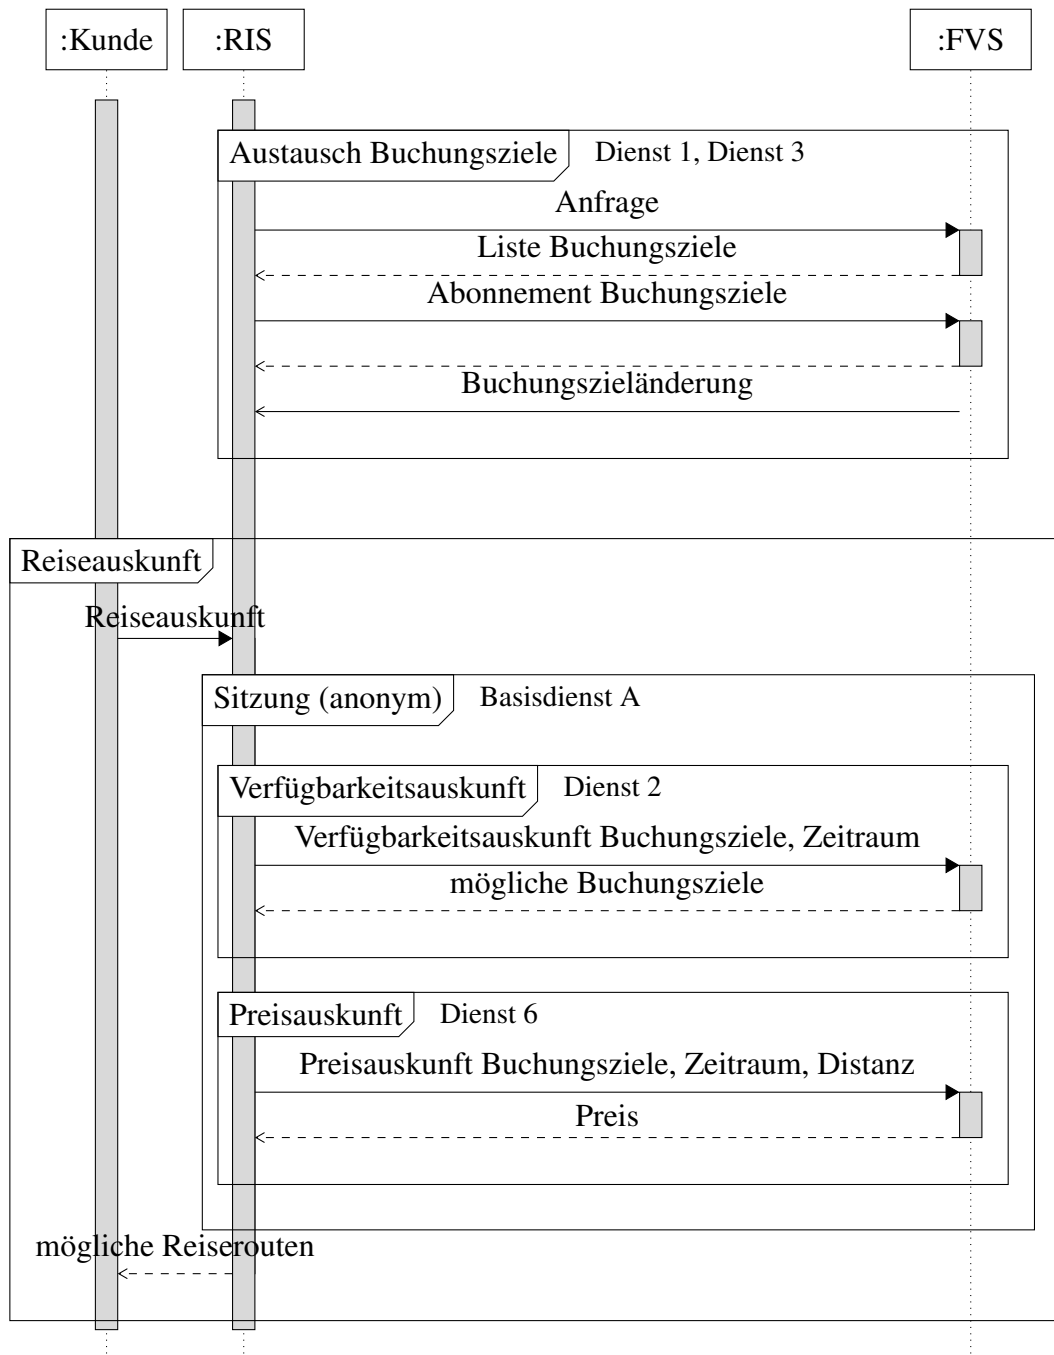 :Kunde
:RIS
:FVS
Austausch Buchungsziele
Dienst 1, Dienst 3
Anfrage
Liste Buchungsziele
Abonnement Buchungsziele
Buchungszieländerung
Reiseauskunft
Reiseauskunft
Sitzung (anonym)
Basisdienst A
Verfügbarkeitsauskunft
Dienst 2
Verfügbarkeitsauskunft Buchungsziele, Zeitraum
mögliche Buchungsziele
Preisauskunft
Dienst 6
Preisauskunft Buchungsziele, Zeitraum, Distanz
Preis
mögliche Reiserouten